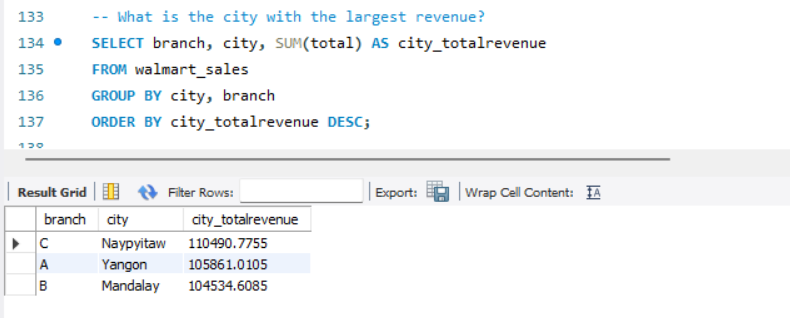 133 -- What is the city with the largest revenue?
134 SELECT branch, city, SUM(total) AS city_totalrevenue
135 FROM walmart_sales
136 GROUP BY city, branch
137 ORDER BY city_totalrevenue DESC;
138
Result Grid Filter Rows: Export: Wrap Cell Content: IA
branch city city_totalrevenue
C Naypyitaw 110490.7755
A Yangon 105861.0105
B Mandalay 104534.6085